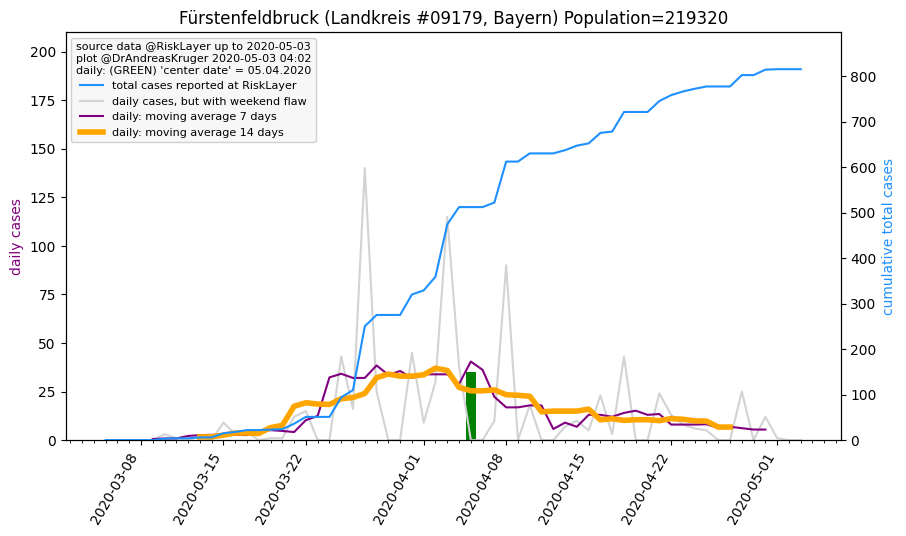 Fürstenfeldbruck (Landkreis #09179, Bayern) Population=219320
source data @RiskLayer up to 2020-05-03
plot @DrAndreasKruger 2020-05-03 04:02
daily: (GREEN) 'center date' = 05.04.2020
total cases reported at RiskLayer
daily cases, but with weekend flaw
daily: moving average 7 days
daily: moving average 14 days
daily cases
200
175
150
125
100
75
50
25
0
800
700
600
500
400
300
200
100
0
cumulative total cases
2020-03-08
2020-03-15
2020-03-22
2020-04-01
2020-04-08
2020-04-15
2020-04-22
2020-05-01